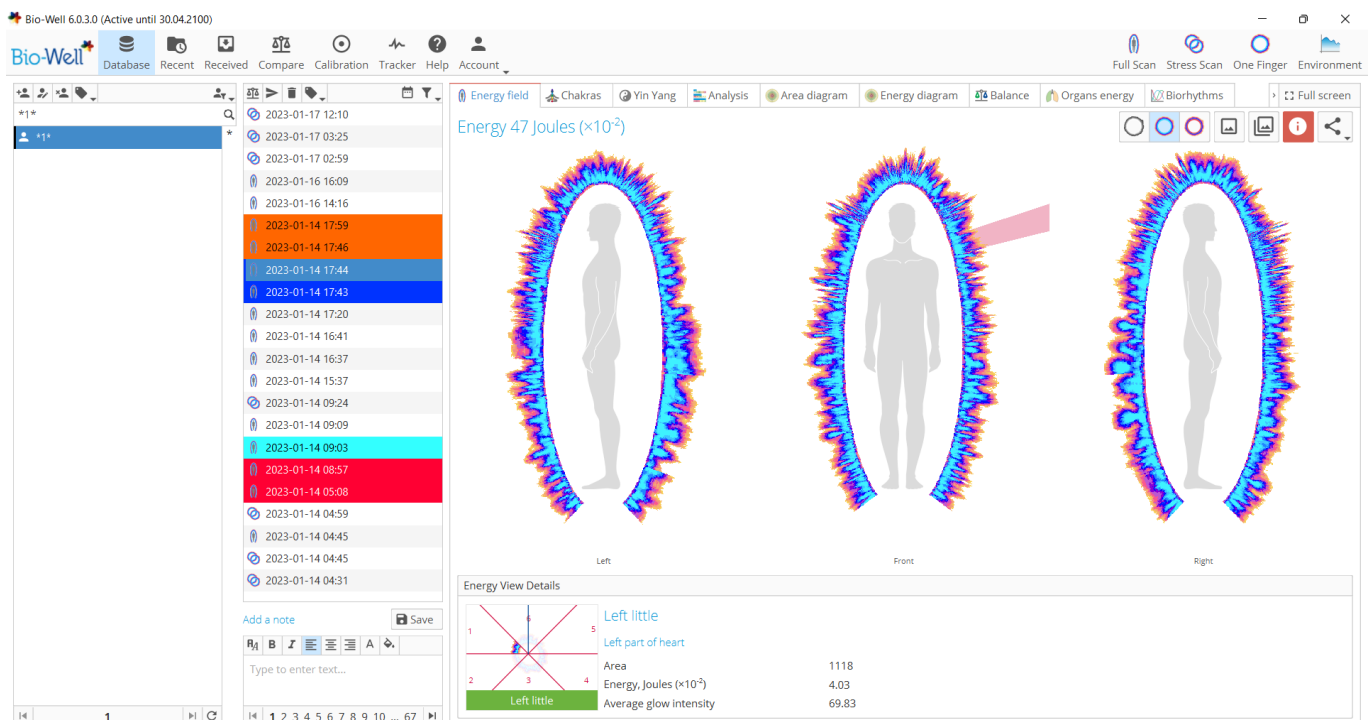 Bio-Well 6.0.3.0 (Active until 30.04.2100)
Bio-Well
Database Recent Received Compare Calibration Tracker Help Account
Full Scan Stress Scan One Finger Environment
*1*
*1* *
2023-01-17 12:10
2023-01-17 03:25
2023-01-17 02:59
2023-01-16 16:09
2023-01-16 14:16
2023-01-14 17:59
2023-01-14 17:46
2023-01-14 17:44
2023-01-14 17:43
2023-01-14 17:20
2023-01-14 16:41
2023-01-14 16:37
2023-01-14 15:37
2023-01-14 09:24
2023-01-14 09:09
2023-01-14 09:03
2023-01-14 08:57
2023-01-14 05:08
2023-01-14 04:59
2023-01-14 04:45
2023-01-14 04:45
2023-01-14 04:31
Add a note
Save
B I A
Type to enter text...
1
1 2 3 4 5 6 7 8 9 10 ... 67
Energy field Chakras Yin Yang Analysis Area diagram Energy diagram Balance Organs energy Biorhythms Full screen
Energy 47 Joules (×10⁻²)
Left Front Right
Energy View Details
1 6 5
2 3 4
Left little
Left little
Left part of heart
Area 1118
Energy, Joules (×10⁻²) 4.03
Average glow intensity 69.83